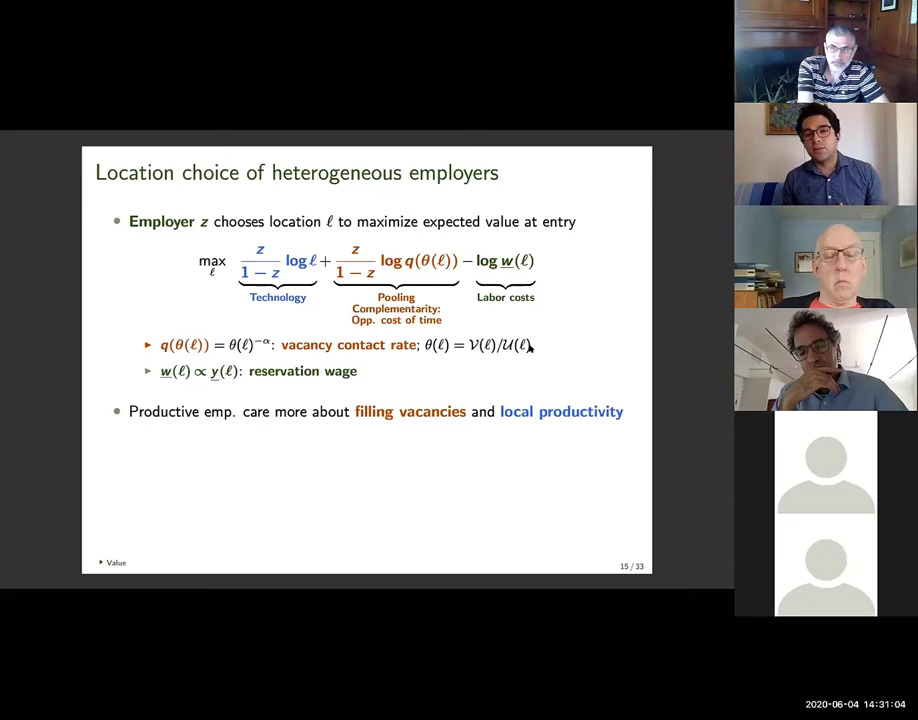 Location choice of heterogeneous employers
• Employer z chooses location ℓ to maximize expected value at entry
max_ℓ z/(1 − z) log ℓ + z/(1 − z) log q(θ(ℓ)) − log w(ℓ)
Technology
Pooling
Labor costs
Complementarity:
Opp. cost of time
▸ q(θ(ℓ)) = θ(ℓ)^−α: vacancy contact rate; θ(ℓ) = V(ℓ)/U(ℓ)
▸ w(ℓ) ∝ y(ℓ): reservation wage
• Productive emp. care more about filling vacancies and local productivity
▸ Value
15 / 33
2020-06-04 14:31:04